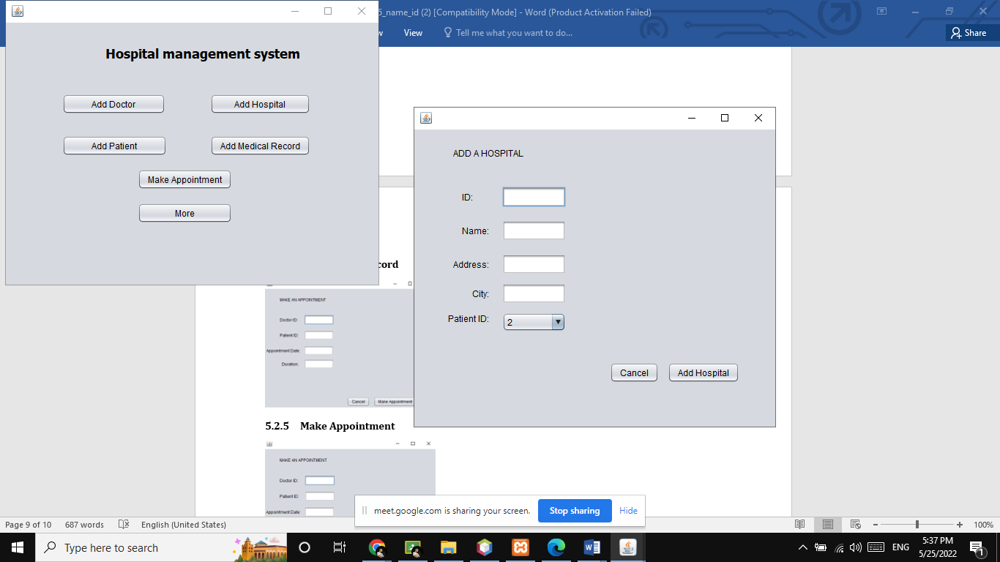 5_name_id (2) [Compatibility Mode] - Word (Product Activation Failed)
View
Tell me what you want to do...
Share
Hospital management system
Add Doctor
Add Hospital
Add Patient
Add Medical Record
Make Appointment
More
ADD A HOSPITAL
ID:
Name:
Address:
City:
Patient ID:
2
Cancel
Add Hospital
cord
MAKE AN APPOINTMENT
Doctor ID:
Patient ID:
Appointment Date:
Duration:
Cancel
Make Appointment
5.2.5 Make Appointment
MAKE AN APPOINTMENT
Doctor ID:
Patient ID:
Appointment Date:
meet.google.com is sharing your screen.
Stop sharing
Hide
Page 9 of 10
687 words
English (United States)
100%
Type here to search
ENG
5:37 PM
5/25/2022
1